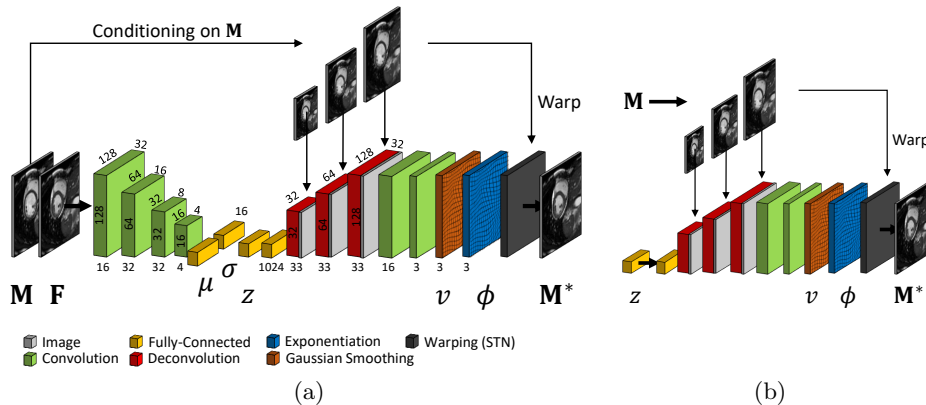 Conditioning on M
Warp
128
32
64
16
32
8
16
4
128
64
32
16
16
32
32
4
μ
σ
16
z
1024
32
32
33
64
64
33
128
128
32
33
16
3
3
3
v
ϕ
M F
M*
M
Warp
z
v
ϕ
M*
Image
Fully-Connected
Exponentiation
Warping (STN)
Convolution
Deconvolution
Gaussian Smoothing
(a)
(b)